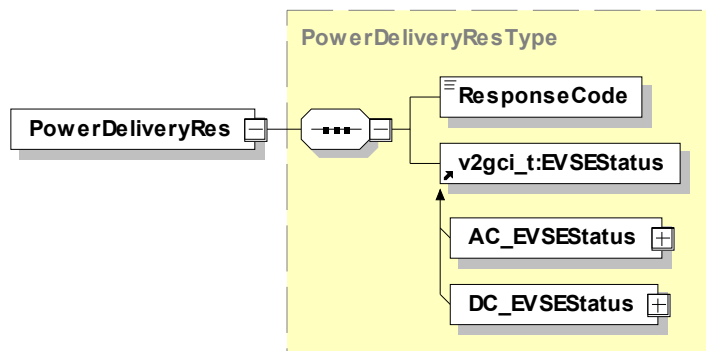 PowerDeliveryResType
ResponseCode
PowerDeliveryRes
v2gci_t:EVSEStatus
AC_EVSEStatus
DC_EVSEStatus